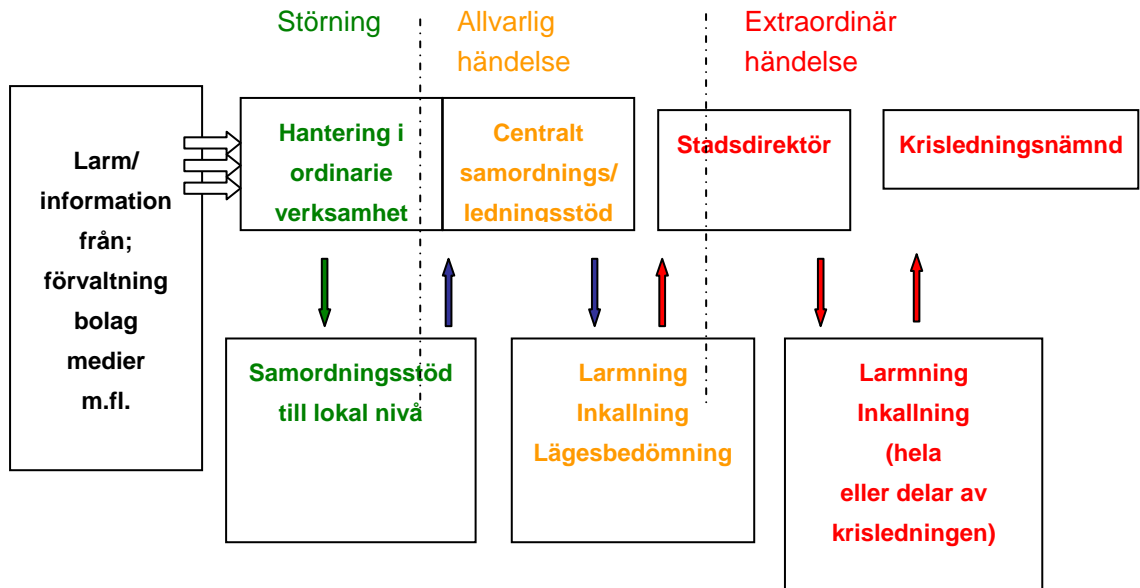 Störning
Allvarlig
händelse
Extraordinär
händelse
Larm/
information
från;
förvaltning
bolag
medier
m.fl.
Hantering i
ordinarie
verksamhet
Centralt
samordnings/
ledningsstöd
Stadsdirektör
Krisledningsnämnd
Samordningsstöd
till lokal nivå
Larmning
Inkallning
Lägesbedömning
Larmning
Inkallning
(hela
eller delar av
krisledningen)